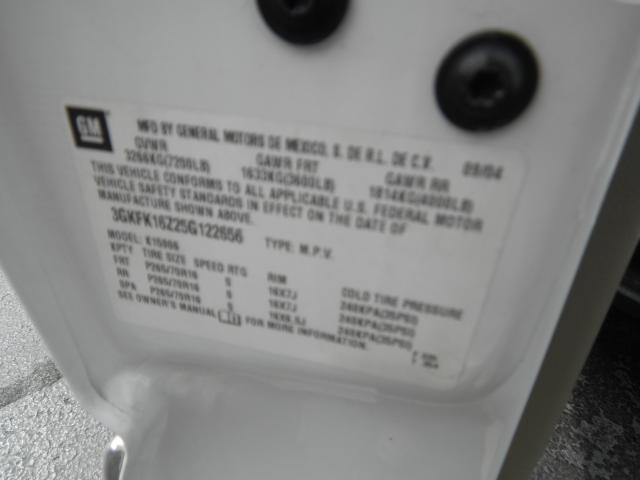 GM
MFD BY GENERAL MOTORS DE MEXICO, S. DE R.L. DE C.V. 09/04
GVWR GAWR FRT GAWR RR
3266KG(7200LB) 1633KG(3600LB) 1814KG(4000LB)
THIS VEHICLE CONFORMS TO ALL APPLICABLE U.S. FEDERAL MOTOR
VEHICLE SAFETY STANDARDS IN EFFECT ON THE DATE OF
MANUFACTURE SHOWN ABOVE.
3GKFK16Z25G122656 TYPE: M.P.V.
MODEL: K15906
KPTY TIRE SIZE SPEED RTG RIM COLD TIRE PRESSURE
FRT P265/70R16 S 16X7J 240KPA(35PSI)
RR P265/70R16 S 16X7J 240KPA(35PSI)
SPA P265/70R16 S 16X6.5J 240KPA(35PSI)
SEE OWNER'S MANUAL FOR MORE INFORMATION.